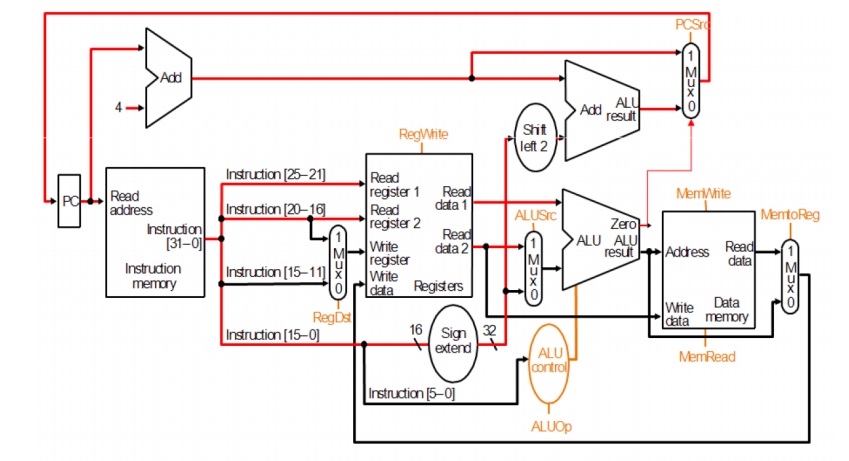 PCSrc
1
M
u
x
0
Add
4
Add
ALU
result
Shift
left 2
RegWrite
Instruction [25–21]
Read
register 1
Read
data 1
PC
Read
address
Instruction
[31–0]
Instruction
memory
Instruction [20–16]
Read
register 2
Read
data 2
Instruction [15–11]
1
M
u
x
0
RegDst
Write
register
Write
data
Registers
ALUSrc
1
M
u
x
0
Zero
ALU
ALU
result
MemWrite
Address
Read
data
Write
data
Data
memory
MemRead
MemtoReg
1
M
u
x
0
Instruction [15–0]
16
Sign
extend
32
ALU
control
Instruction [5–0]
ALUOp